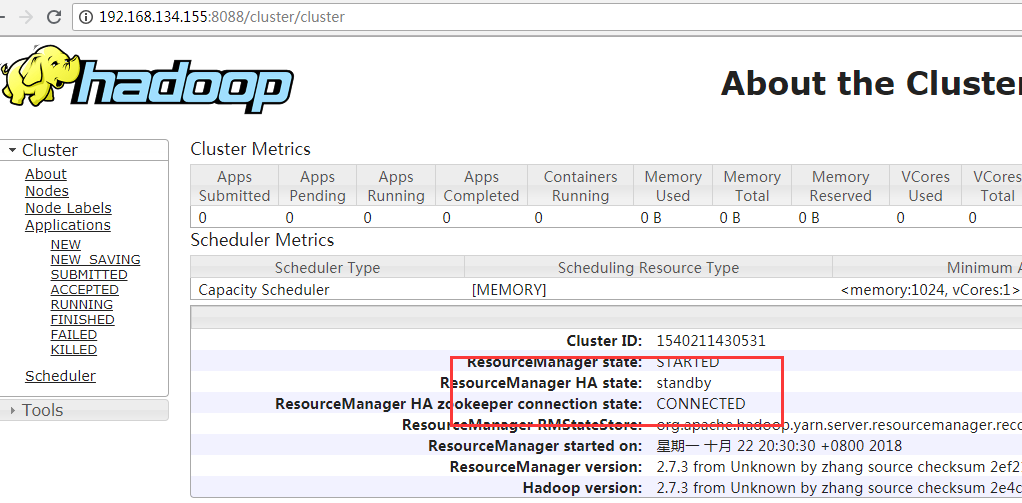 192.168.134.155:8088/cluster/cluster
hadoop
About the Cluster
Cluster
About
Nodes
Node Labels
Applications
NEW
NEW_SAVING
SUBMITTED
ACCEPTED
RUNNING
FINISHED
FAILED
KILLED
Scheduler
Tools
Cluster Metrics
Apps Submitted Apps Pending Apps Running Apps Completed Containers Running Memory Used Memory Total Memory Reserved VCores Used VCores Total
0 0 0 0 0 0 B 0 B 0 B 0 0
Scheduler Metrics
Scheduler Type Scheduling Resource Type Minimum A
Capacity Scheduler [MEMORY] <memory:1024, vCores:1>
Cluster ID: 1540211430531
ResourceManager state: STARTED
ResourceManager HA state: standby
ResourceManager HA zookeeper connection state: CONNECTED
ResourceManager RMStateStore: org.apache.hadoop.yarn.server.resourcemanager.reco
ResourceManager started on: 星期一 十月 22 20:30:30 +0800 2018
ResourceManager version: 2.7.3 from Unknown by zhang source checksum 2ef2
Hadoop version: 2.7.3 from Unknown by zhang source checksum 2e4c